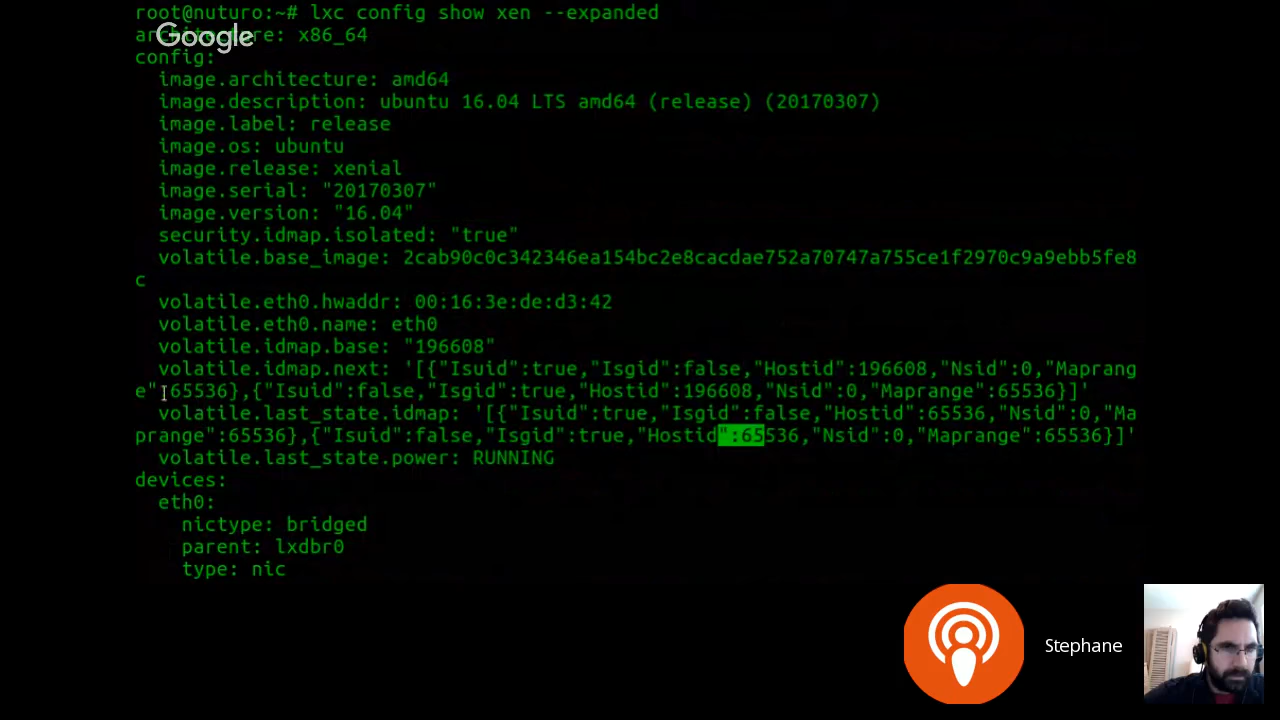 root@nuturo:~# lxc config show xen --expanded
Google
architecture: x86_64
config:
  image.architecture: amd64
  image.description: ubuntu 16.04 LTS amd64 (release) (20170307)
  image.label: release
  image.os: ubuntu
  image.release: xenial
  image.serial: "20170307"
  image.version: "16.04"
  security.idmap.isolated: "true"
  volatile.base_image: 2cab90c0c342346ea154bc2e8cacdae752a70747a755ce1f2970c9a9ebb5fe8
c
  volatile.eth0.hwaddr: 00:16:3e:de:d3:42
  volatile.eth0.name: eth0
  volatile.idmap.base: "196608"
  volatile.idmap.next: '[{"Isuid":true,"Isgid":false,"Hostid":196608,"Nsid":0,"Maprang
e":65536},{"Isuid":false,"Isgid":true,"Hostid":196608,"Nsid":0,"Maprange":65536}]'
  volatile.last_state.idmap: '[{"Isuid":true,"Isgid":false,"Hostid":65536,"Nsid":0,"Ma
prange":65536},{"Isuid":false,"Isgid":true,"Hostid":65536,"Nsid":0,"Maprange":65536}]'
  volatile.last_state.power: RUNNING
devices:
  eth0:
    nictype: bridged
    parent: lxdbr0
    type: nic
Stephane